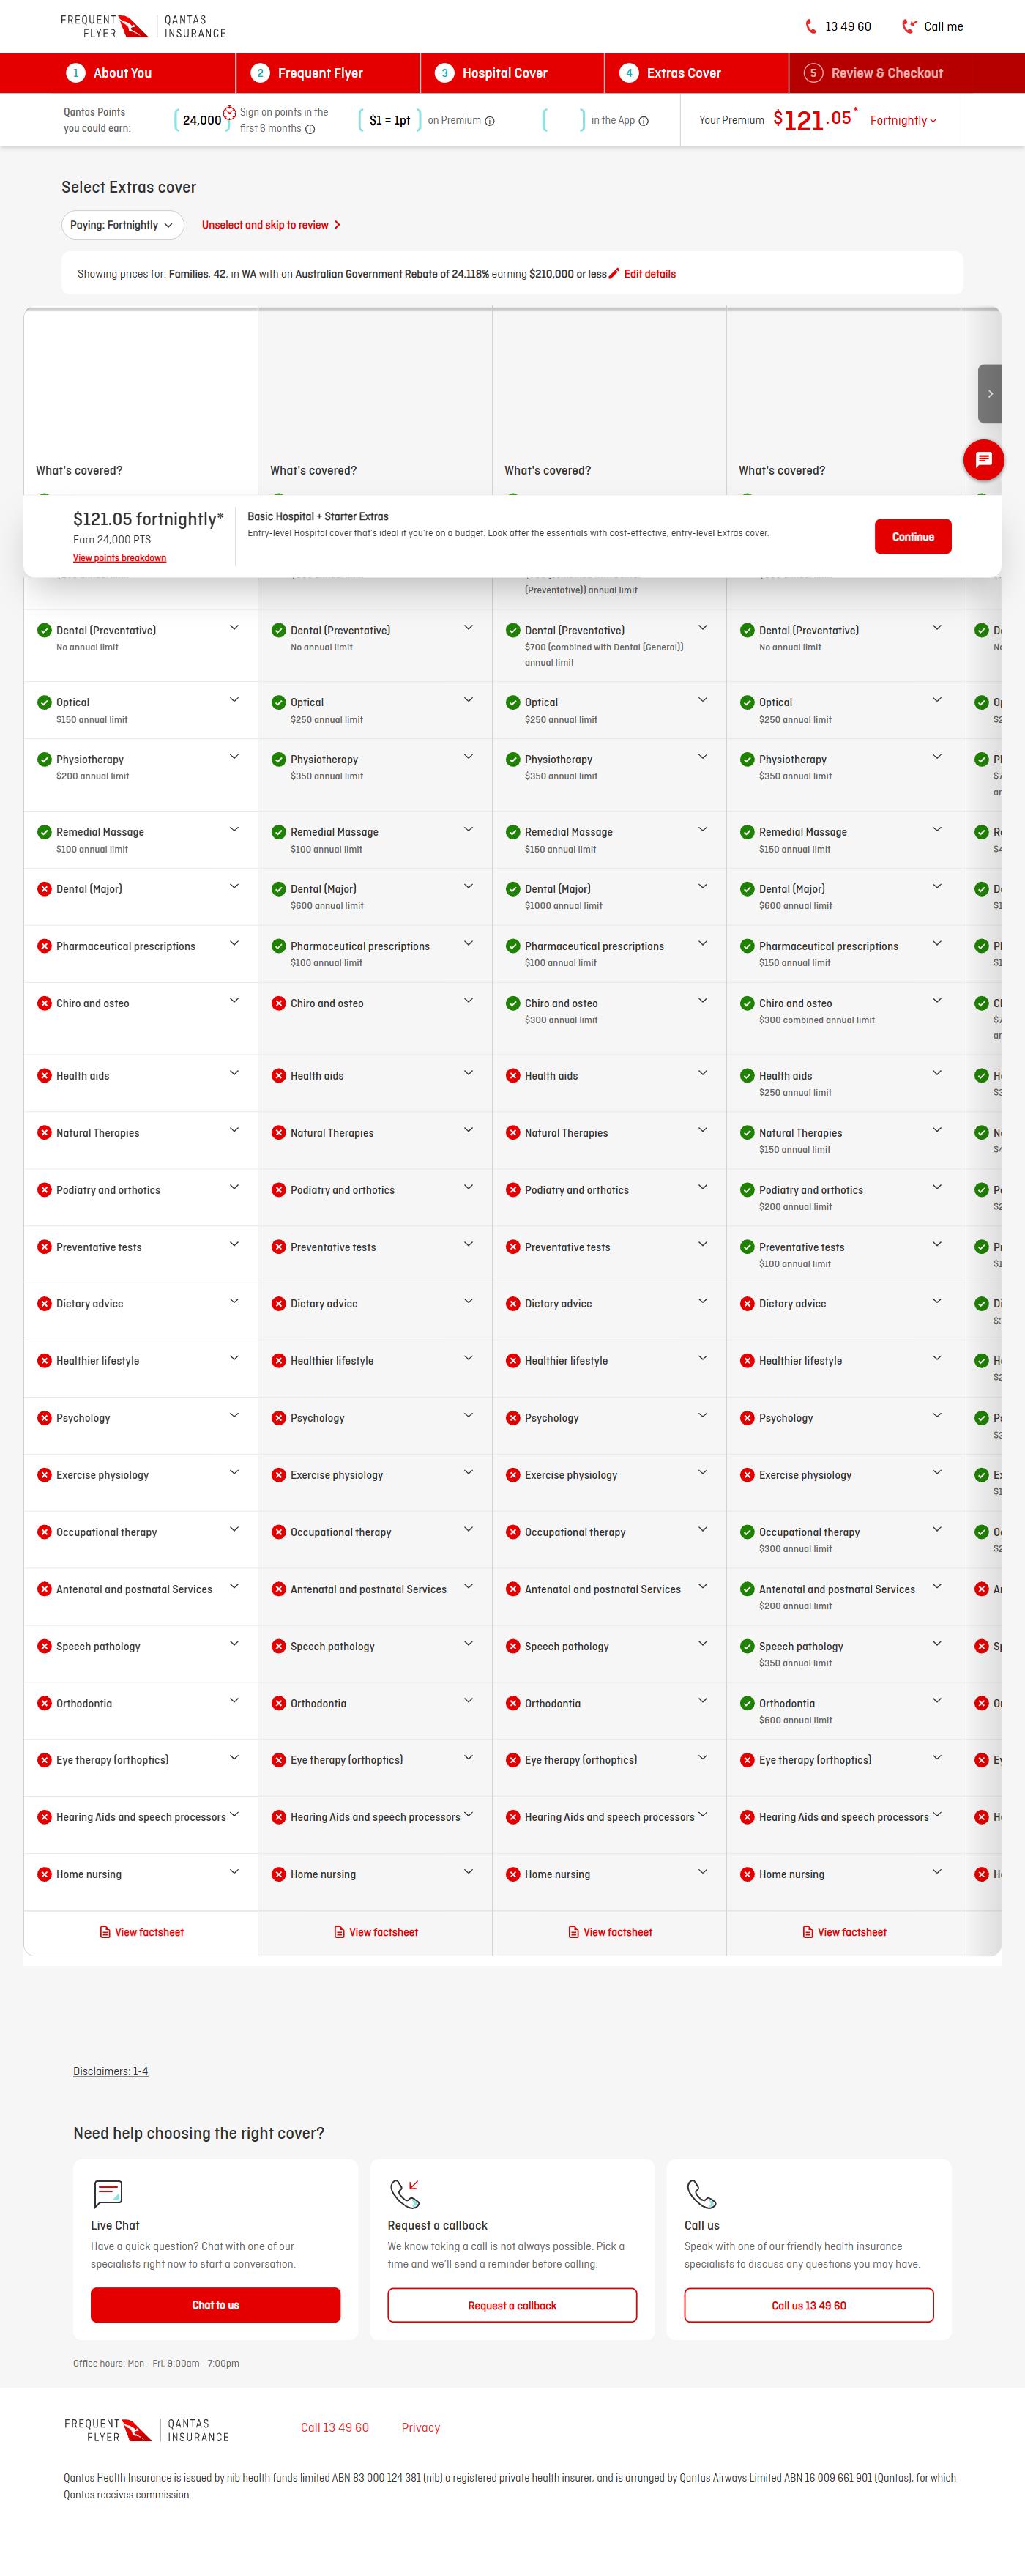 FREQUENT FLYER QANTAS INSURANCE
13 49 60
Call me
1 About You
2 Frequent Flyer
3 Hospital Cover
4 Extras Cover
5 Review & Checkout
Qantas Points you could earn:
24,000
Sign on points in the first 6 months
$1 = 1pt
on Premium
in the App
Your Premium $121.05*
Fortnightly
Select Extras cover
Paying: Fortnightly
Unselect and skip to review
Showing prices for: Families, 42, in WA with an Australian Government Rebate of 24.118% earning $210,000 or less Edit details
What's covered? What's covered? What's covered? What's covered?
$121.05 fortnightly*
Earn 24,000 PTS
View points breakdown
Basic Hospital + Starter Extras
Entry-level Hospital cover that's ideal if you're on a budget. Look after the essentials with cost-effective, entry-level Extras cover.
Continue
(Preventative)) annual limit
Dental (Preventative) Dental (Preventative) Dental (Preventative) Dental (Preventative)
No annual limit No annual limit $700 (combined with Dental (General)) No annual limit
annual limit
Optical Optical Optical Optical
$150 annual limit $250 annual limit $250 annual limit $250 annual limit
Physiotherapy Physiotherapy Physiotherapy Physiotherapy
$200 annual limit $350 annual limit $350 annual limit $350 annual limit
Remedial Massage Remedial Massage Remedial Massage Remedial Massage
$100 annual limit $100 annual limit $150 annual limit $150 annual limit
Dental (Major) Dental (Major) Dental (Major) Dental (Major)
$600 annual limit $1000 annual limit $600 annual limit
Pharmaceutical prescriptions Pharmaceutical prescriptions Pharmaceutical prescriptions Pharmaceutical prescriptions
$100 annual limit $100 annual limit $150 annual limit
Chiro and osteo Chiro and osteo Chiro and osteo Chiro and osteo
$300 annual limit $300 combined annual limit
Health aids Health aids Health aids Health aids
$250 annual limit
Natural Therapies Natural Therapies Natural Therapies Natural Therapies
$150 annual limit
Podiatry and orthotics Podiatry and orthotics Podiatry and orthotics Podiatry and orthotics
$200 annual limit
Preventative tests Preventative tests Preventative tests Preventative tests
$100 annual limit
Dietary advice Dietary advice Dietary advice Dietary advice
Healthier lifestyle Healthier lifestyle Healthier lifestyle Healthier lifestyle
Psychology Psychology Psychology Psychology
Exercise physiology Exercise physiology Exercise physiology Exercise physiology
Occupational therapy Occupational therapy Occupational therapy Occupational therapy
$300 annual limit
Antenatal and postnatal Services Antenatal and postnatal Services Antenatal and postnatal Services Antenatal and postnatal Services
$200 annual limit
Speech pathology Speech pathology Speech pathology Speech pathology
$350 annual limit
Orthodontia Orthodontia Orthodontia Orthodontia
$600 annual limit
Eye therapy (orthoptics) Eye therapy (orthoptics) Eye therapy (orthoptics) Eye therapy (orthoptics)
Hearing Aids and speech processors Hearing Aids and speech processors Hearing Aids and speech processors Hearing Aids and speech processors
Home nursing Home nursing Home nursing Home nursing
View factsheet View factsheet View factsheet View factsheet
Disclaimers: 1-4
Need help choosing the right cover?
Live Chat
Have a quick question? Chat with one of our
specialists right now to start a conversation.
Chat to us
Request a callback
We know taking a call is not always possible. Pick a
time and we'll send a reminder before calling.
Request a callback
Call us
Speak with one of our friendly health insurance
specialists to discuss any questions you may have.
Call us 13 49 60
Office hours: Mon - Fri, 9:00am - 7:00pm
FREQUENT FLYER QANTAS INSURANCE
Call 13 49 60
Privacy
Qantas Health Insurance is issued by nib health funds limited ABN 83 000 124 381 (nib) a registered private health insurer, and is arranged by Qantas Airways Limited ABN 16 009 661 901 (Qantas), for which
Qantas receives commission.